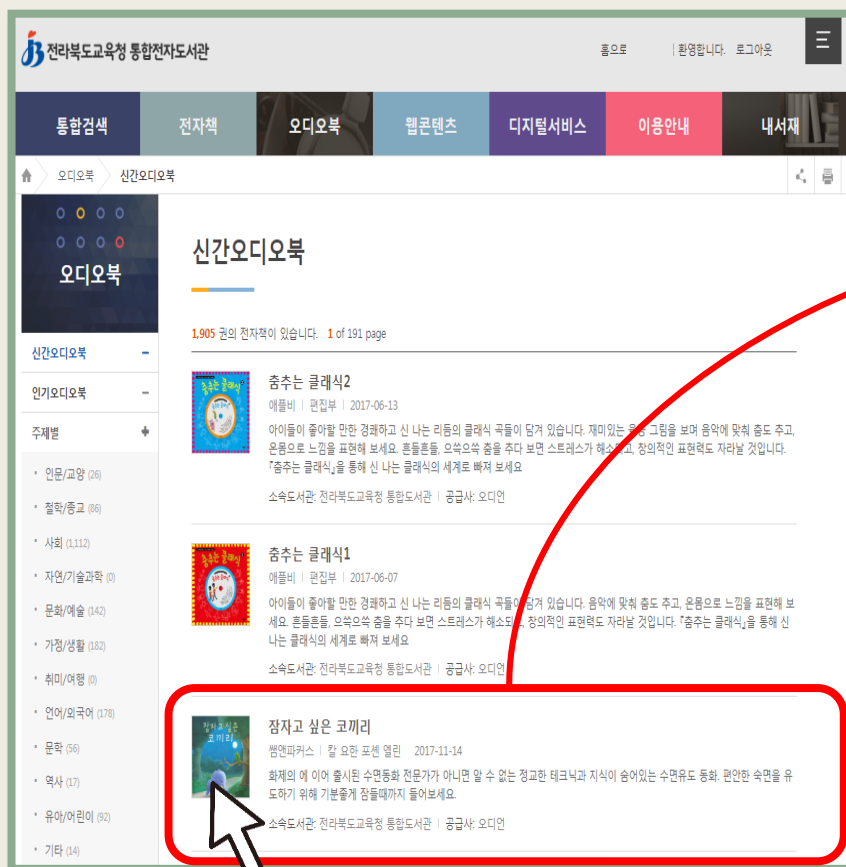 전라북도교육청 통합전자도서관
홈으로
환영합니다.
로그아웃
통합검색
전자책
오디오북
웹콘텐츠
디지털서비스
이용안내
내서재
오디오북
신간오디오북
오디오북
신간오디오북
인기오디오북
주제별
인문/교양 (26)
철학/종교 (86)
사회 (1,112)
자연/기술과학 (0)
문화/예술 (142)
가정/생활 (182)
취미/여행 (0)
언어/외국어 (178)
문학 (56)
역사 (17)
유아/어린이 (92)
기타 (14)
신간오디오북
1,905 권의 전자책이 있습니다. 1 of 191 page
춤추는 클래식2
애플비 | 편집부 | 2017-06-13
아이들이 좋아할 만한 경쾌하고 신 나는 리듬의 클래식 곡들이 담겨 있습니다. 재미있는 그림을 보며 음악에 맞춰 춤도 추고,
온몸으로 느낌을 표현해 보세요. 흔들흔들, 으쓱으쓱 춤을 추다 보면 스트레스가 해소되고, 창의적인 표현력도 자라날 것입니다.
『춤추는 클래식』을 통해 신 나는 클래식의 세계로 빠져 보세요
소속도서관: 전라북도교육청 통합도서관 | 공급사: 오디언
춤추는 클래식1
애플비 | 편집부 | 2017-06-07
아이들이 좋아할 만한 경쾌하고 신 나는 리듬의 클래식 곡들이 담겨 있습니다. 음악에 맞춰 춤도 추고, 온몸으로 느낌을 표현해 보
세요. 흔들흔들, 으쓱으쓱 춤을 추다 보면 스트레스가 해소되고, 창의적인 표현력도 자라날 것입니다. 『춤추는 클래식』을 통해 신
나는 클래식의 세계로 빠져 보세요
소속도서관: 전라북도교육청 통합도서관 | 공급사: 오디언
잠자고 싶은 코끼리
잠자고 싶은 코끼리
쌤앤파커스 | 칼 요한 포셴 엘린 2017-11-14
화제의 에 이어 출시된 수면동화 전문가가 아니면 알 수 없는 정교한 테크닉과 지식이 숨어있는 수면유도 동화. 편안한 숙면을 유
도하기 위해 기분좋게 잠들때까지 들어보세요.
소속도서관: 전라북도교육청 통합도서관 | 공급사: 오디언